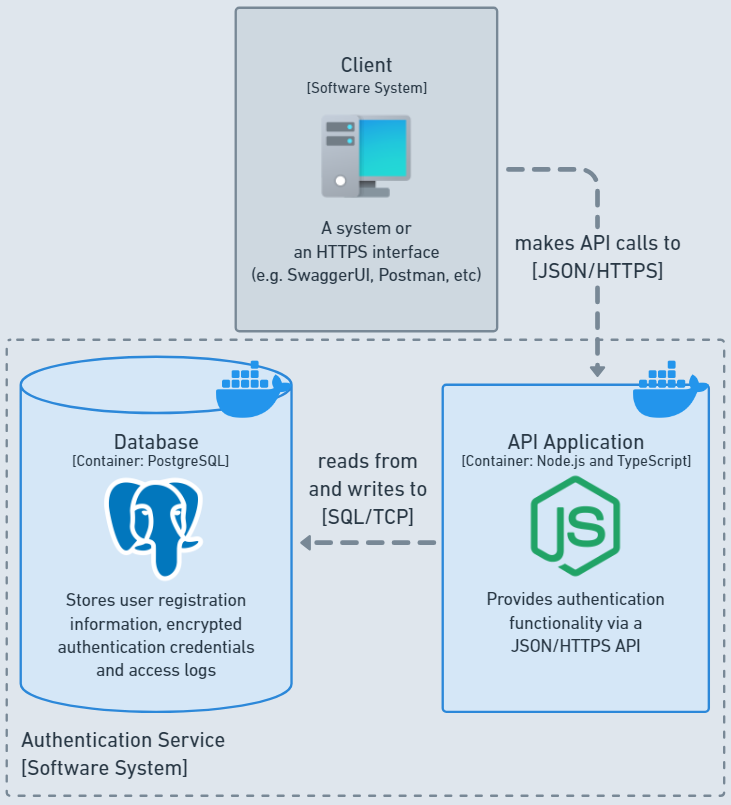 Client
[Software System]
A system or
an HTTPS interface
(e.g. SwaggerUI, Postman, etc)
makes API calls to
[JSON/HTTPS]
Database
[Container: PostgreSQL]
Stores user registration
information, encrypted
authentication credentials
and access logs
reads from
and writes to
[SQL/TCP]
API Application
[Container: Node.js and TypeScript]
JS
Provides authentication
functionality via a
JSON/HTTPS API
Authentication Service
[Software System]